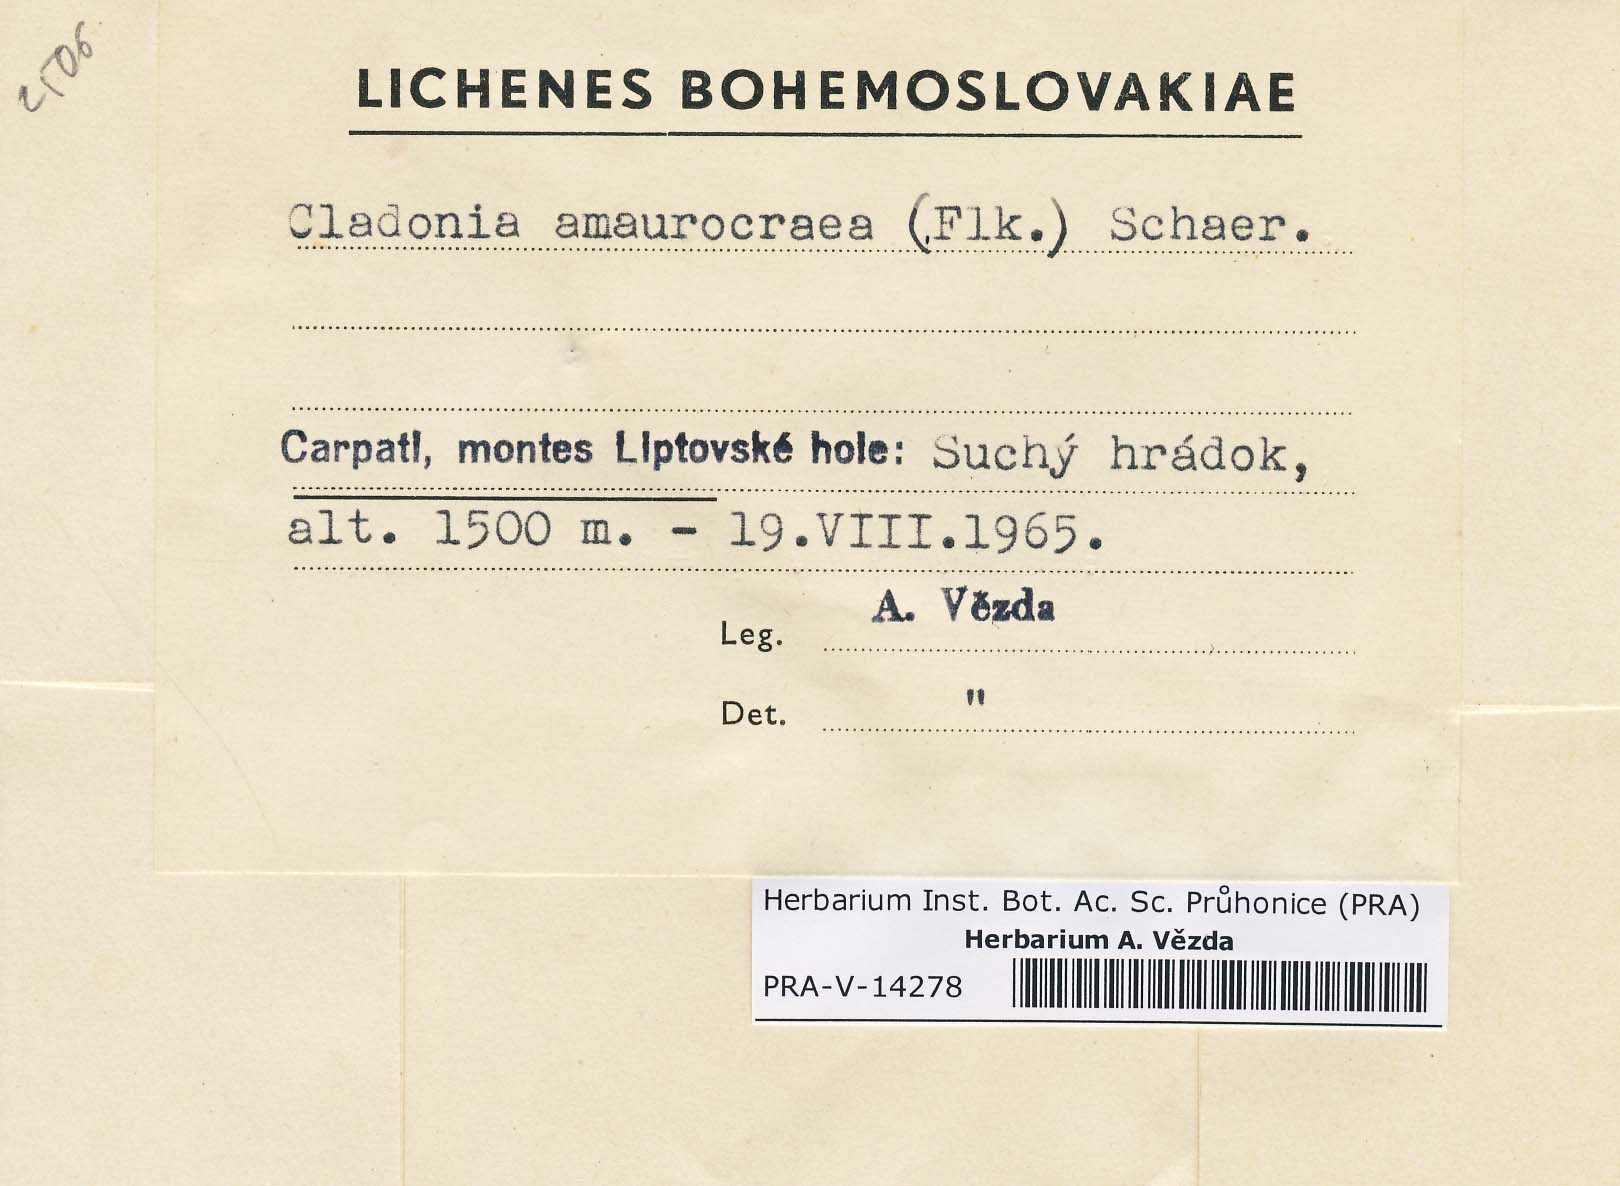 2506
LICHENES BOHEMOSLOVAKIAE
Cladonia amaurocraea (Flk.) Schaer.
Carpati, montes Liptovské hole: Suchý hrádok,
alt. 1500 m. - 19.VIII.1965.
Leg. A. Vězda
Det. "
Herbarium Inst. Bot. Ac. Sc. Průhonice (PRA)
Herbarium A. Vězda
PRA-V-14278